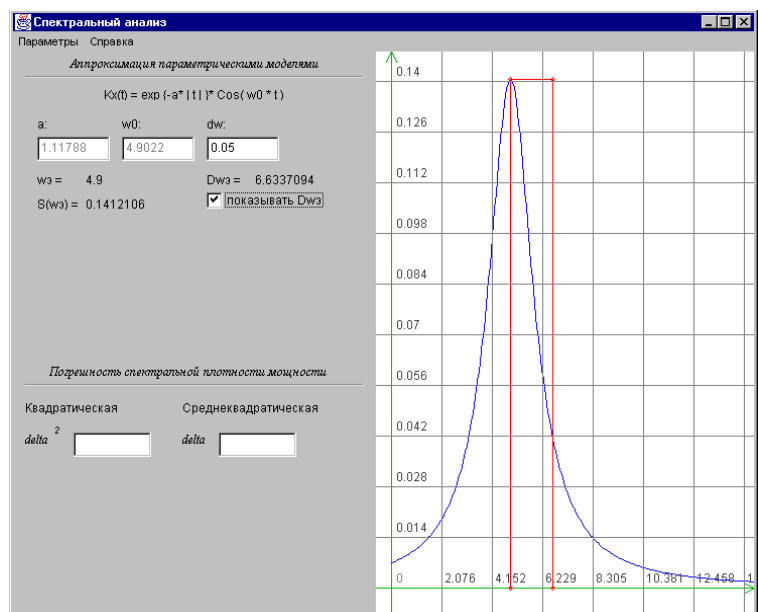 Спектральный анализ
Параметры Справка
Аппроксимация параметрическими моделями
Kx(t) = exp {-a* | t | }* Cos( w0 * t )
a: w0: dw:
1.11788 4.9022 0.05
wэ = 4.9 Dwэ = 6.6337094
S(wэ) = 0.1412106 показывать Dwэ
Погрешность спектральной плотности мощности
Квадратическая Среднеквадратическая
delta 2 delta
0.14
0.126
0.112
0.098
0.084
0.07
0.056
0.042
0.028
0.014
0 2.076 4.152 6.229 8.305 10.381 12.458 1